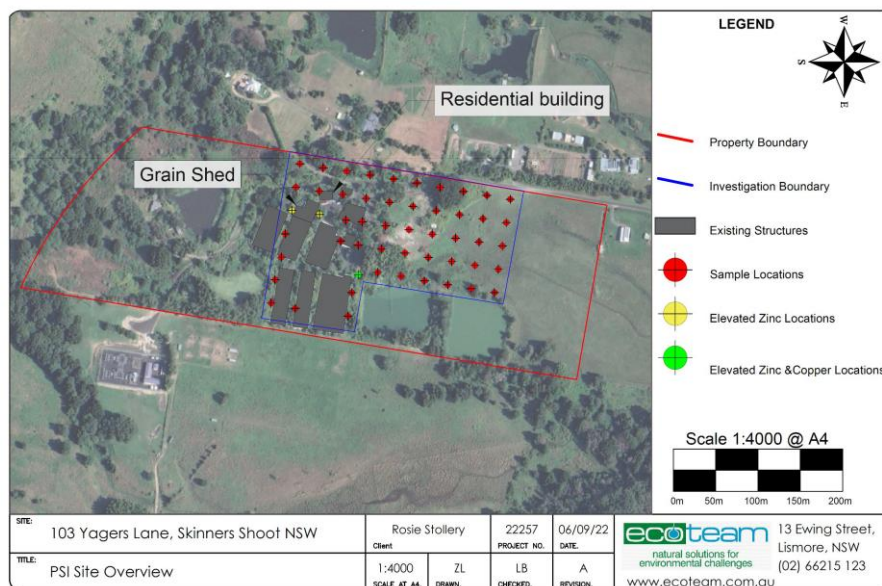 Residential building
Grain Shed
LEGEND
W
S
N
E
Property Boundary
Investigation Boundary
Existing Structures
Sample Locations
Elevated Zinc Locations
Elevated Zinc &Copper Locations
Scale 1:4000 @ A4
0m 50m 100m 150m 200m
SITE: 103 Yagers Lane, Skinners Shoot NSW
Rosie Stollery
Client
22257
PROJECT NO.
06/09/22
DATE.
TITLE: PSI Site Overview
1:4000
SCALE AT A4.
ZL
DRAWN.
LB
CHECKED.
A
REVISION.
ecoteam
natural solutions for
environmental challenges
www.ecoteam.com.au
13 Ewing Street,
Lismore, NSW
(02) 66215 123